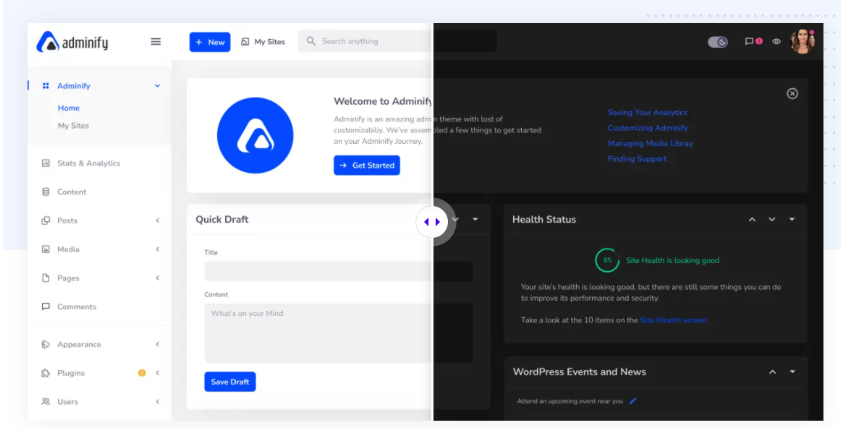 adminify
+ New
My Sites
Search anything
Adminify
Home
My Sites
Stats & Analytics
Content
Posts
Media
Pages
Comments
Appearance
Plugins
Users
Welcome to Adminify
Adminify is an amazing admin theme with lost of
customizabiliy. We've assembled a few things to get started
on your Adminify Journey.
→ Get Started
Seeing Your Analytics
Customizing Adminify
Managing Media Libray
Finding Support
Quick Draft
Title
Content
What's on your Mind
Save Draft
Health Status
85
Site Health is looking good
Your site's health is looking good, but there are still some things you can do
to improve its performance and security.
Take a look at the 10 items on the Site Health screen.
WordPress Events and News
Attend an upcoming event near you